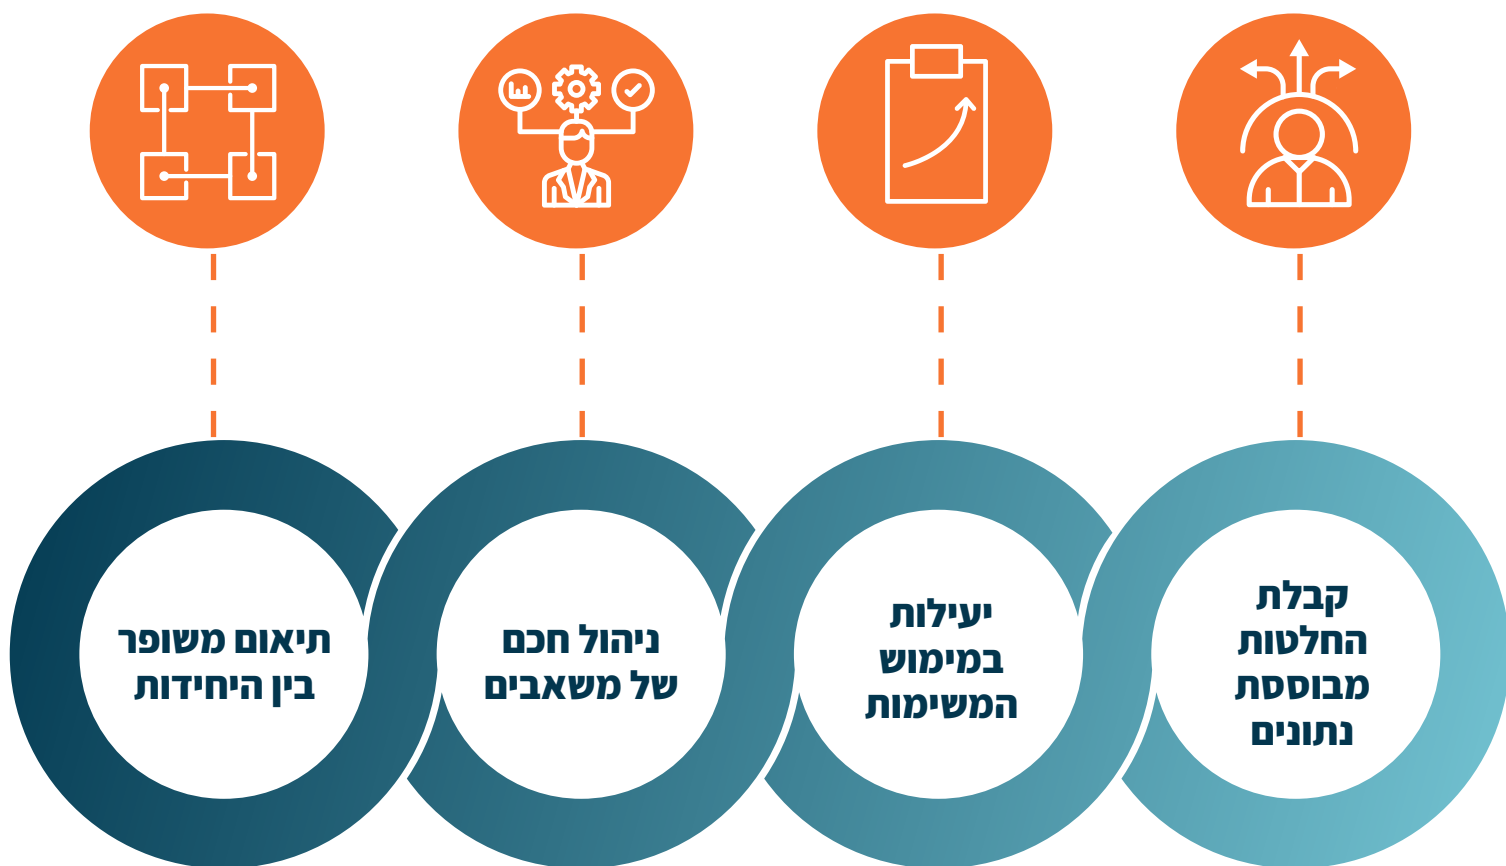 קבלת
החלטות
מבוססת
נתונים
יעילות
במימוש
המשימות
ניהול חכם
של משאבים
תיאום משופר
בין היחידות